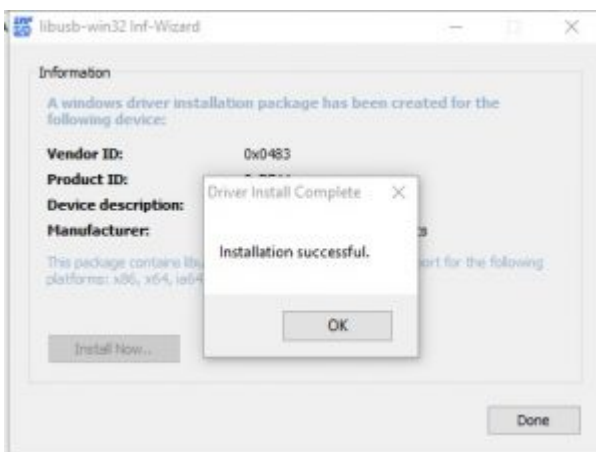 libusb-win32 Inf-Wizard
Information
A windows driver installation package has been created for the
following device:
Vendor ID: 0x0483
Product ID:
Device description:
Manufacturer:
This package contains
platforms: x86, x64, ia64
port for the following
Driver Install Complete
Installation successful.
OK
Install Now...
Done